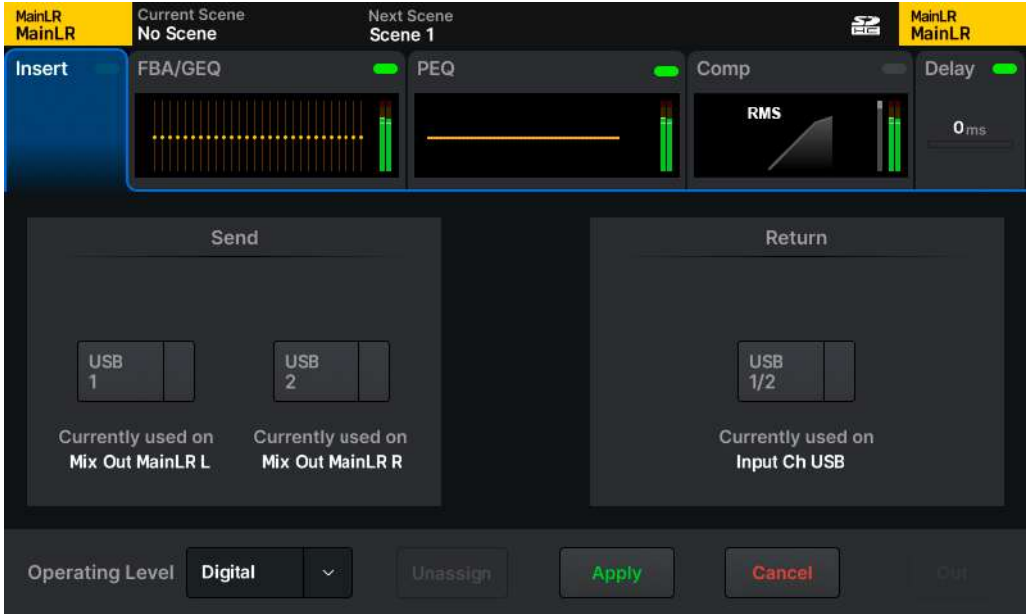 MainLR
MainLR
Current Scene
No Scene
Next Scene
Scene 1
MainLR
MainLR
Insert
FBA/GEQ
PEQ
Comp
Delay
RMS
0 ms
Send
Return
USB
1
USB
2
USB
1/2
Currently used on
Mix Out MainLR L
Currently used on
Mix Out MainLR R
Currently used on
Input Ch USB
Operating Level
Digital
Unassign
Apply
Cancel
Out